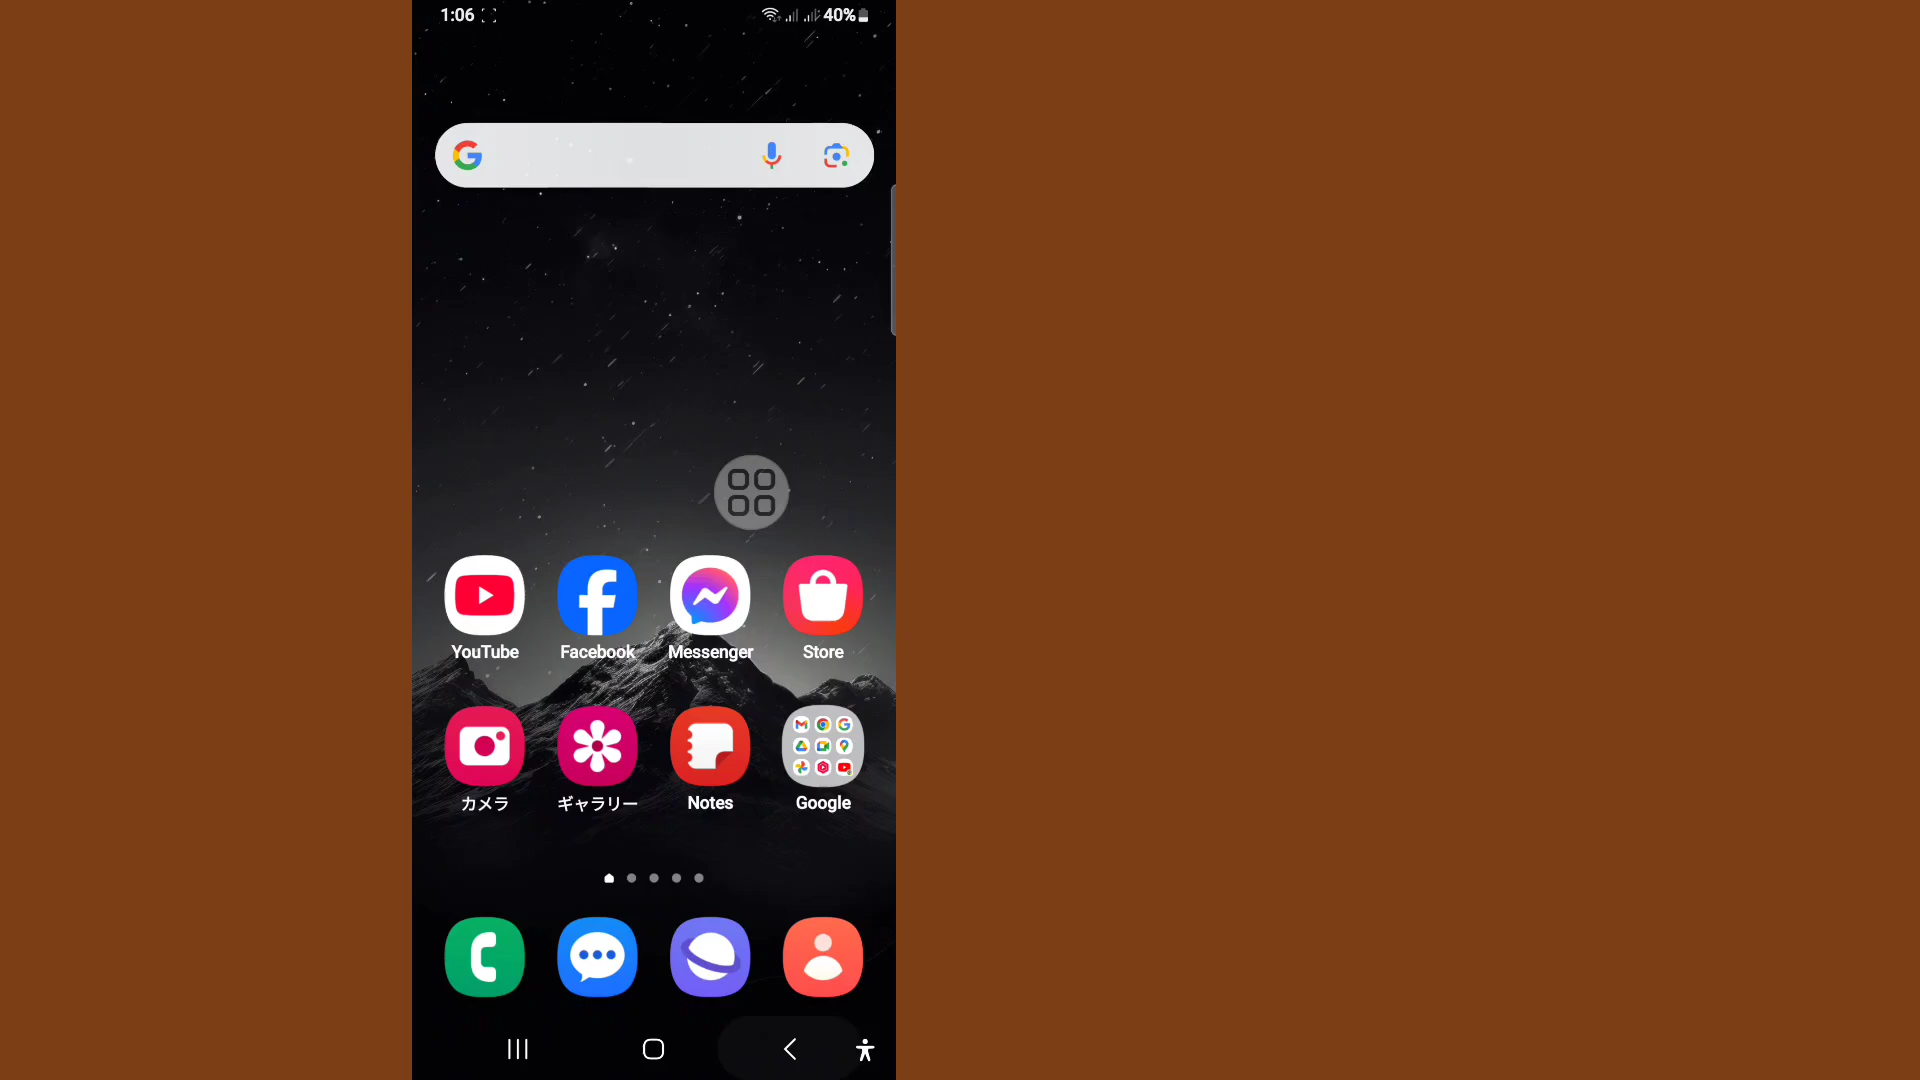 1:06 40%
YouTube Facebook Messenger Store
カメラ ギャラリー Notes Google